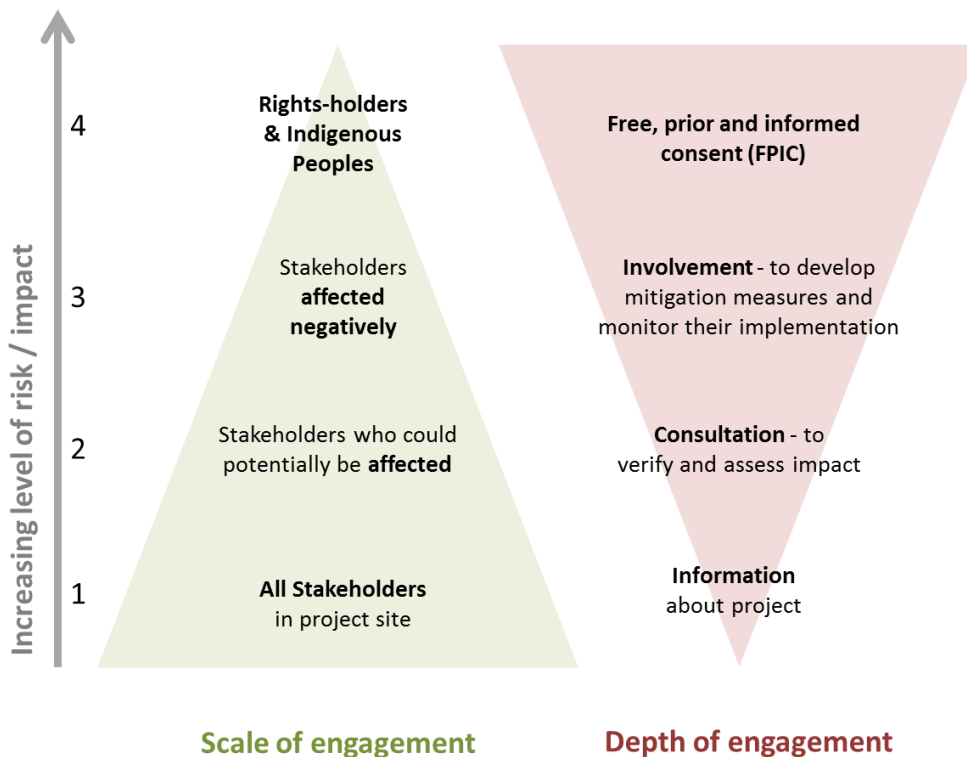 Increasing level of risk / impact
4
Rights-holders
& Indigenous
Peoples
Free, prior and informed
consent (FPIC)
3
Stakeholders
affected
negatively
Involvement - to develop
mitigation measures and
monitor their implementation
2
Stakeholders who could
potentially be affected
Consultation - to
verify and assess impact
1
All Stakeholders
in project site
Information
about project
Scale of engagement
Depth of engagement